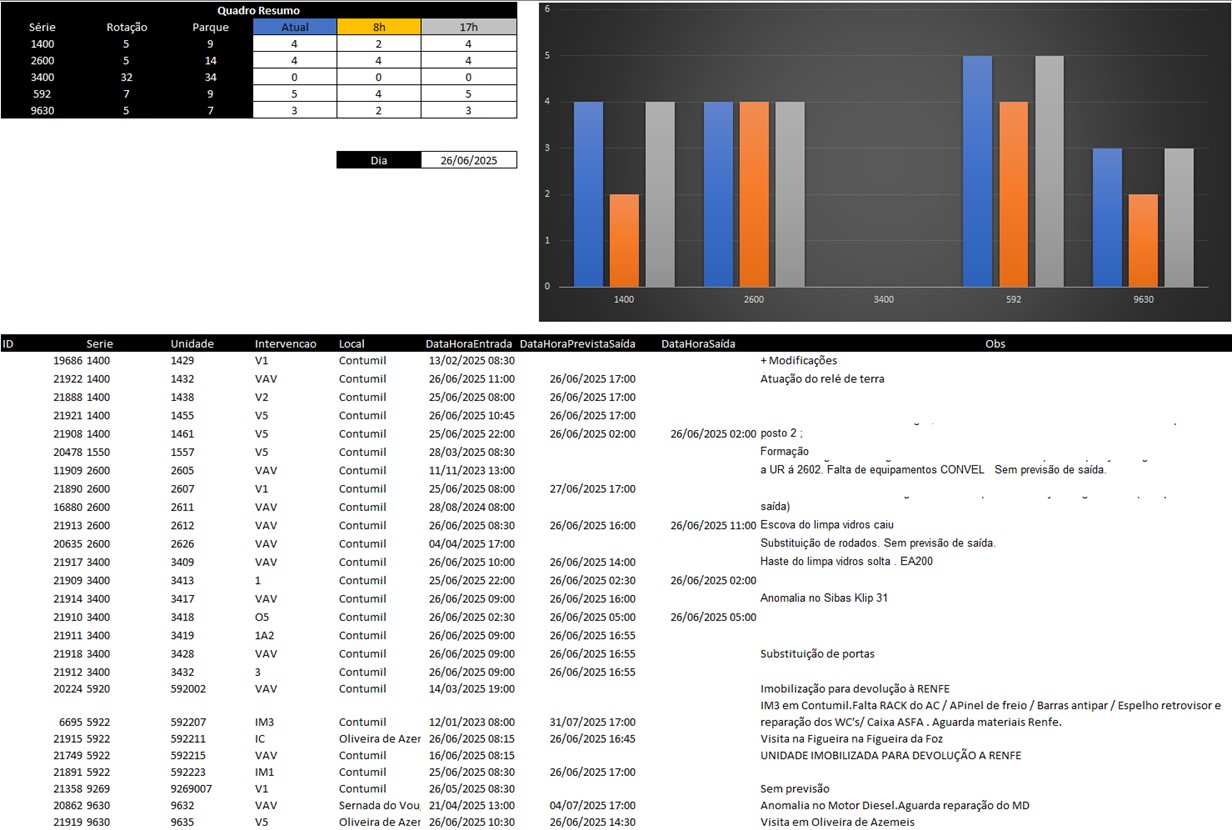 Quadro Resumo
Série Rotação Parque Atual 8h 17h
1400 5 9 4 2 4
2600 5 14 4 4 4
3400 32 34 0 0 0
592 7 9 5 4 5
9630 5 7 3 2 3
Dia 26/06/2025
6
5
4
3
2
1
0
1400 2600 3400 592 9630
ID Serie Unidade Intervencao Local DataHoraEntrada DataHoraPrevistaSaída DataHoraSaída Obs
19686 1400 1429 V1 Contumil 13/02/2025 08:30 + Modificações
21922 1400 1432 VAV Contumil 26/06/2025 11:00 26/06/2025 17:00 Atuação do relé de terra
21888 1400 1438 V2 Contumil 25/06/2025 08:00 26/06/2025 17:00
21921 1400 1455 V5 Contumil 26/06/2025 10:45 26/06/2025 17:00
21908 1400 1461 V5 Contumil 25/06/2025 22:00 26/06/2025 02:00 26/06/2025 02:00 posto 2 ;
20478 1550 1557 V5 Contumil 28/03/2025 08:30 Formação
11909 2600 2605 VAV Contumil 11/11/2023 13:00 a UR á 2602. Falta de equipamentos CONVEL Sem previsão de saída.
21890 2600 2607 V1 Contumil 25/06/2025 08:00 27/06/2025 17:00
16880 2600 2611 VAV Contumil 28/08/2024 08:00 saída)
21913 2600 2612 VAV Contumil 26/06/2025 08:30 26/06/2025 16:00 26/06/2025 11:00 Escova do limpa vidros caiu
20635 2600 2626 VAV Contumil 04/04/2025 17:00 Substituição de rodados. Sem previsão de saída.
21917 3400 3409 VAV Contumil 26/06/2025 10:00 26/06/2025 14:00 Haste do limpa vidros solta . EA200
21909 3400 3413 1 Contumil 25/06/2025 22:00 26/06/2025 02:30 26/06/2025 02:00
21914 3400 3417 VAV Contumil 26/06/2025 09:00 26/06/2025 16:00 Anomalia no Sibas Klip 31
21910 3400 3418 O5 Contumil 26/06/2025 02:30 26/06/2025 05:00 26/06/2025 05:00
21911 3400 3419 1A2 Contumil 26/06/2025 09:00 26/06/2025 16:55
21918 3400 3428 VAV Contumil 26/06/2025 09:00 26/06/2025 16:55 Substituição de portas
21912 3400 3432 3 Contumil 26/06/2025 09:00 26/06/2025 16:55
20224 5920 592002 VAV Contumil 14/03/2025 19:00 Imobilização para devolução à RENFE
IM3 em Contumil.Falta RACK do AC / APinel de freio / Barras antipar / Espelho retrovisor e
6695 5922 592207 IM3 Contumil 12/01/2023 08:00 31/07/2025 17:00 reparação dos WC's/ Caixa ASFA . Aguarda materiais Renfe.
21915 5922 592211 IC Oliveira de Azer 26/06/2025 08:15 26/06/2025 16:45 Visita na Figueira na Figueira da Foz
21749 5922 592215 VAV Contumil 16/06/2025 08:15 UNIDADE IMOBILIZADA PARA DEVOLUÇÃO A RENFE
21891 5922 592223 IM1 Contumil 25/06/2025 08:30 26/06/2025 17:00
21358 9269 9269007 V1 Contumil 26/05/2025 08:30 Sem previsão
20862 9630 9632 VAV Sernada do Vou 21/04/2025 13:00 04/07/2025 17:00 Anomalia no Motor Diesel.Aguarda reparação do MD
21919 9630 9635 V5 Oliveira de Azer 26/06/2025 10:30 26/06/2025 14:30 Visita em Oliveira de Azemeis